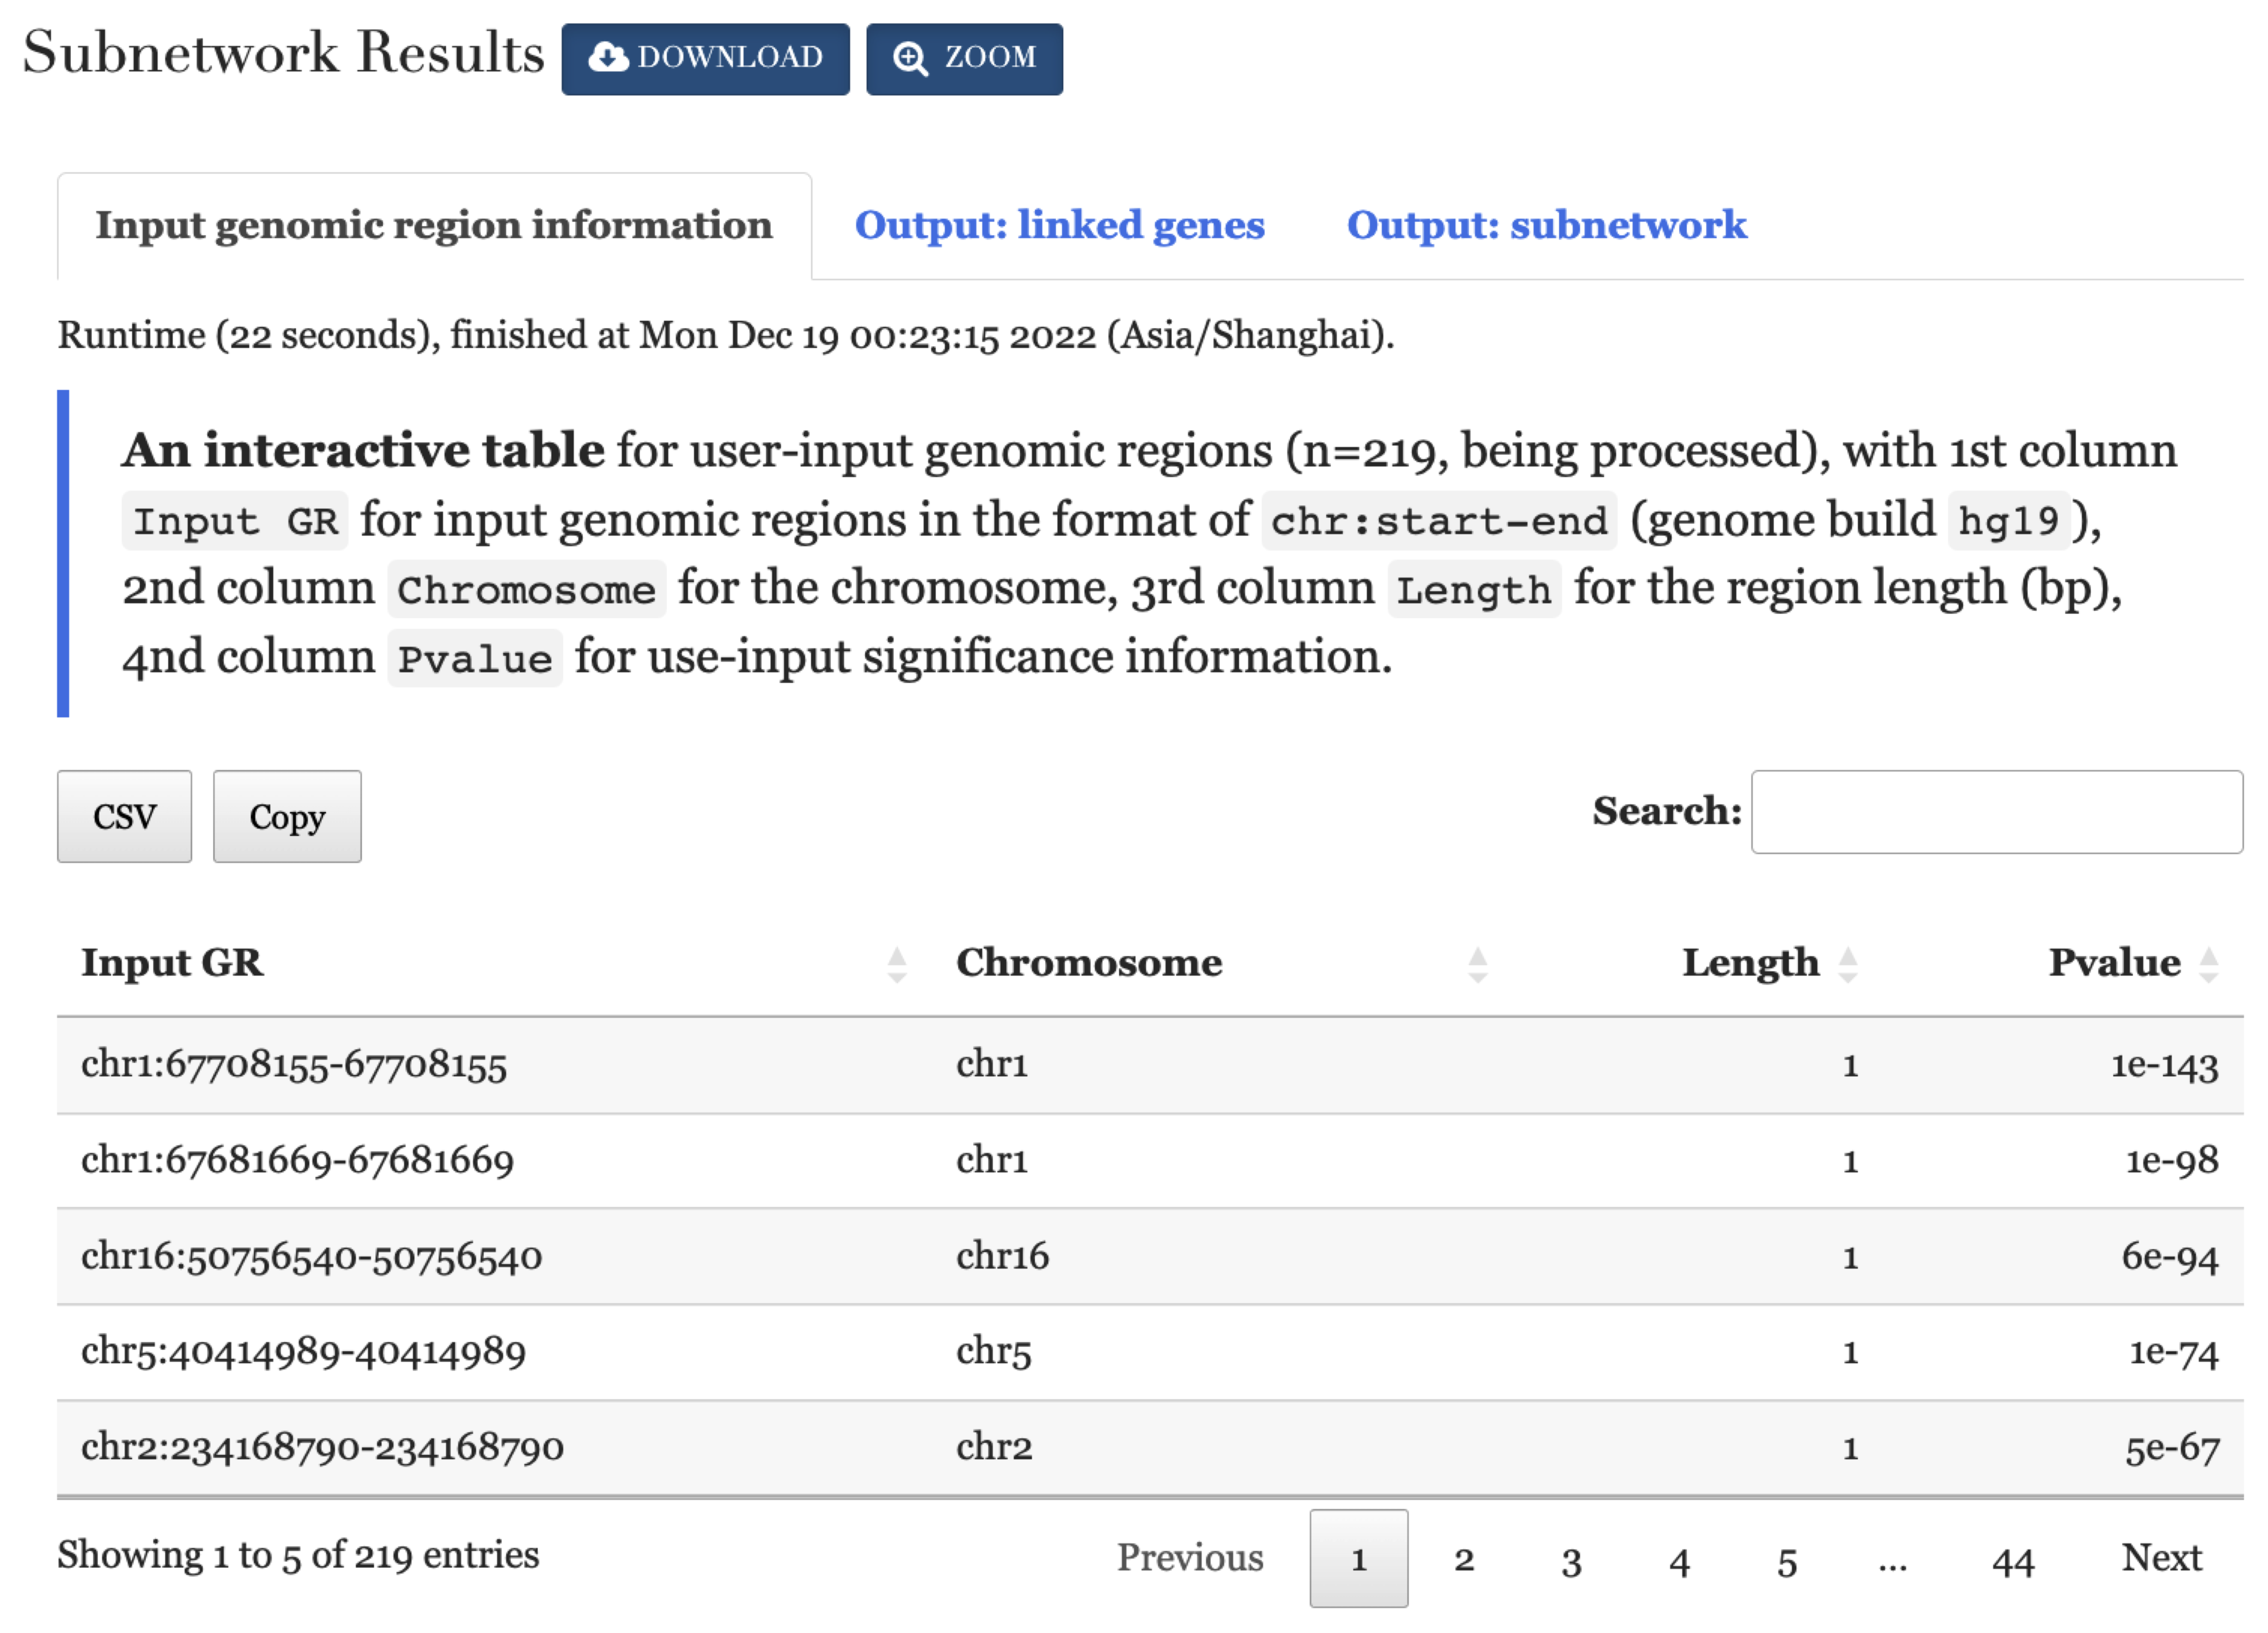 Subnetwork Results DOWNLOAD ZOOM
Input genomic region information Output: linked genes Output: subnetwork
Runtime (22 seconds), finished at Mon Dec 19 00:23:15 2022 (Asia/Shanghai).
An interactive table for user-input genomic regions (n=219, being processed), with 1st column
Input GR for input genomic regions in the format of chr:start-end (genome build hg19),
2nd column Chromosome for the chromosome, 3rd column Length for the region length (bp),
4nd column Pvalue for use-input significance information.
CSV Copy Search:
Input GR Chromosome Length Pvalue
chr1:67708155-67708155 chr1 1 1e-143
chr1:67681669-67681669 chr1 1 1e-98
chr16:50756540-50756540 chr16 1 6e-94
chr5:40414989-40414989 chr5 1 1e-74
chr2:234168790-234168790 chr2 1 5e-67
Showing 1 to 5 of 219 entries Previous 1 2 3 4 5 ... 44 Next